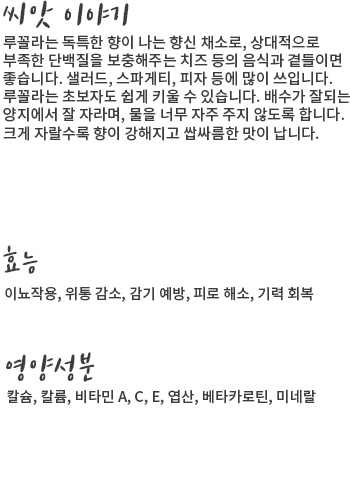 씨앗 이야기
루꼴라는 독특한 향이 나는 향신 채소로, 상대적으로
부족한 단백질을 보충해주는 치즈 등의 음식과 곁들이면
좋습니다. 샐러드, 스파게티, 피자 등에 많이 쓰입니다.
루꼴라는 초보자도 쉽게 키울 수 있습니다. 배수가 잘되는
양지에서 잘 자라며, 물을 너무 자주 주지 않도록 합니다.
크게 자랄수록 향이 강해지고 쌉싸름한 맛이 납니다.
효능
이뇨작용, 위통 감소, 감기 예방, 피로 해소, 기력 회복
영양성분
칼슘, 칼륨, 비타민 A, C, E, 엽산, 베타카로틴, 미네랄